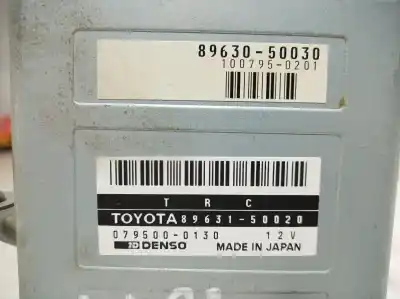 89630-50030
100795-0201
T R C
TOYOTA 89631-50020
079500-0130 12V
DENSO MADE IN JAPAN